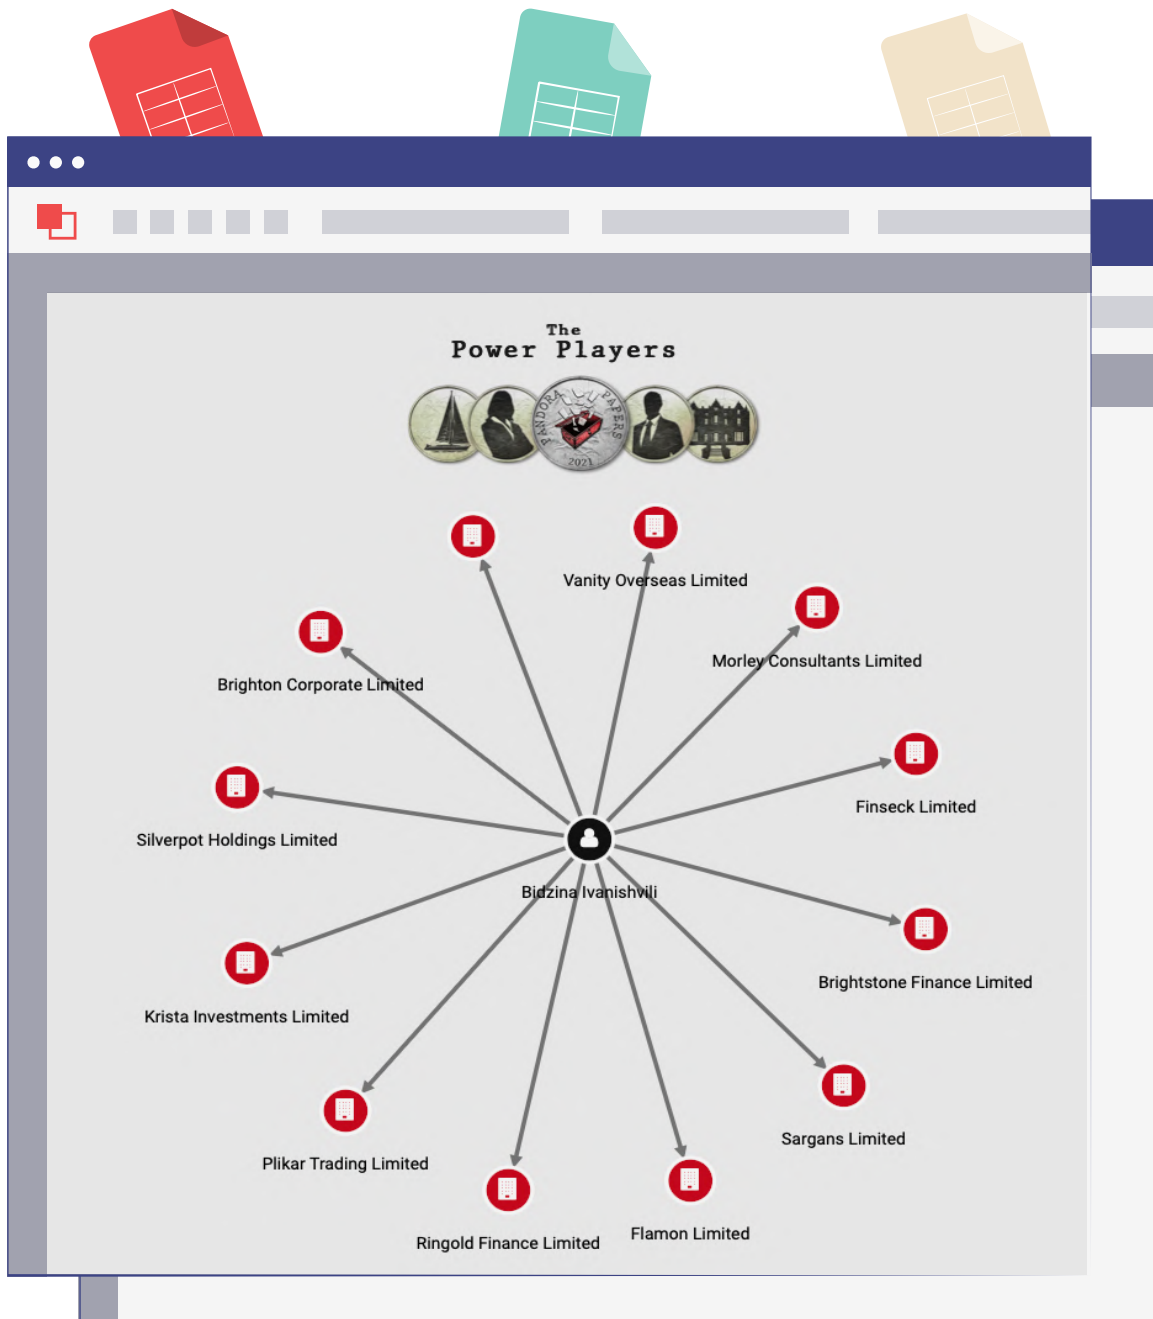 The
Power Players
PANDORA PAPERS
2021
Vanity Overseas Limited
Morley Consultants Limited
Brighton Corporate Limited
Finseck Limited
Silverpot Holdings Limited
Bidzina Ivanishvili
Brightstone Finance Limited
Krista Investments Limited
Sargans Limited
Plikar Trading Limited
Flamon Limited
Ringold Finance Limited